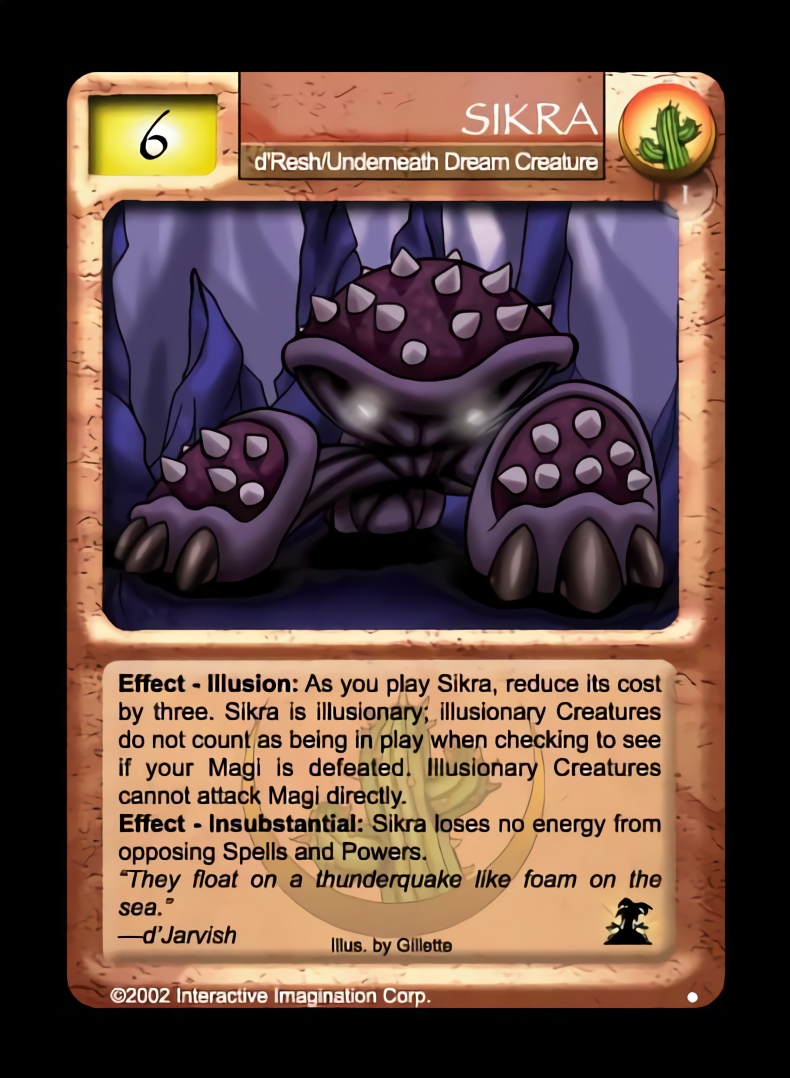 6
SIKRA
d'Resh/Underneath Dream Creature
Effect - Illusion: As you play Sikra, reduce its cost
by three. Sikra is illusionary; illusionary Creatures
do not count as being in play when checking to see
if your Magi is defeated. Illusionary Creatures
cannot attack Magi directly.
Effect - Insubstantial: Sikra loses no energy from
opposing Spells and Powers.
"They float on a thunderquake like foam on the
sea."
—d'Jarvish
Illus. by Gillette
©2002 Interactive Imagination Corp.